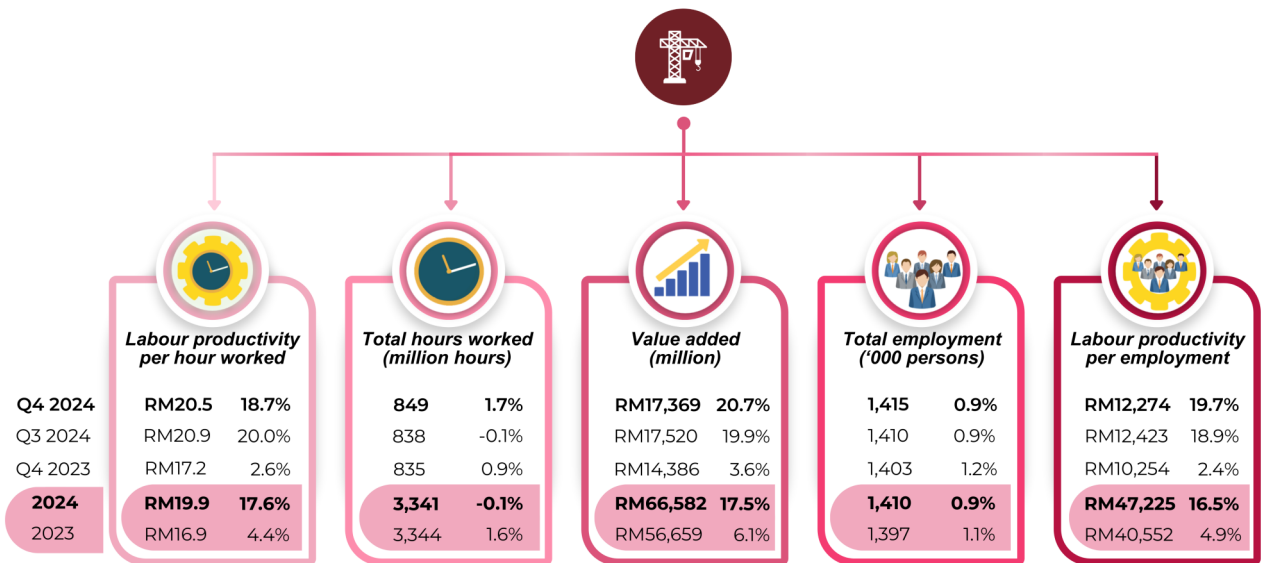 Labour productivity
per hour worked
Total hours worked
(million hours)
Value added
(million)
Total employment
(‘000 persons)
Labour productivity
per employment
Q4 2024 RM20.5 18.7% 849 1.7% RM17,369 20.7% 1,415 0.9% RM12,274 19.7%
Q3 2024 RM20.9 20.0% 838 -0.1% RM17,520 19.9% 1,410 0.9% RM12,423 18.9%
Q4 2023 RM17.2 2.6% 835 0.9% RM14,386 3.6% 1,403 1.2% RM10,254 2.4%
2024 RM19.9 17.6% 3,341 -0.1% RM66,582 17.5% 1,410 0.9% RM47,225 16.5%
2023 RM16.9 4.4% 3,344 1.6% RM56,659 6.1% 1,397 1.1% RM40,552 4.9%